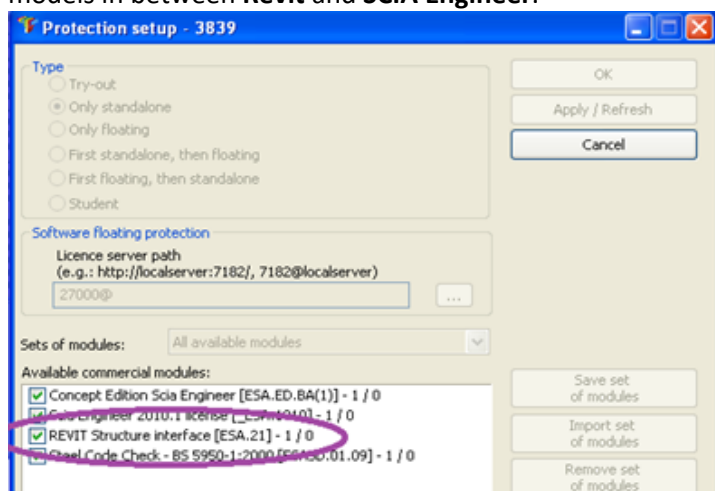 models in between Revit and SCIA Engineer.
Protection setup - 3839
Type
Try-out
Only standalone
Only floating
First standalone, then floating
First floating, then standalone
Student
OK
Apply / Refresh
Cancel
Software floating protection
Licence server path
(e.g.: http://localserver:7182/, 7182@localserver)
27000@
...
Sets of modules:
All available modules
Available commercial modules:
Concept Edition Scia Engineer [ESA.ED.BA(1)] - 1 / 0
Scia Engineer 2010.1 license [_ESA.1010] - 1 / 0
REVIT Structure interface [ESA.21] - 1 / 0
Steel Code Check - BS 5950-1:2000 - 1 / 0
Save set
of modules
Import set
of modules
Remove set
of modules